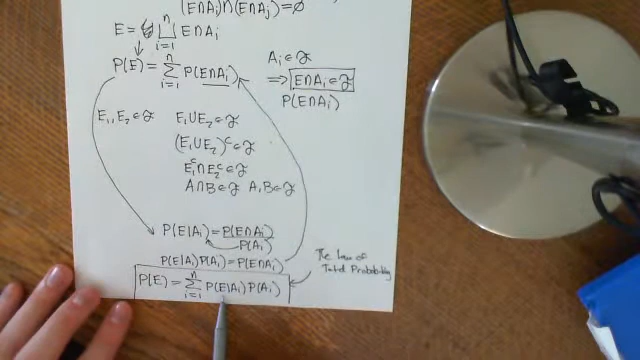 (E∩Aᵢ)∩(E∩Aⱼ)=∅
E = ⨆ᵢ₌₁ⁿ E∩Aᵢ
P(E) = ∑ᵢ₌₁ⁿ P(E∩Aᵢ)
Aᵢ ∈ 𝓕
⟹ E∩Aᵢ ∈ 𝓕
P(E∩Aᵢ)
E₁, E₂ ∈ 𝓕
E₁∪E₂ ∈ 𝓕
(E₁∪E₂)ᶜ ∈ 𝓕
E₁ᶜ∩E₂ᶜ ∈ 𝓕
A∩B ∈ 𝓕 A,B ∈ 𝓕
P(E|Aᵢ) = P(E∩Aᵢ)
P(Aᵢ)
P(E|Aᵢ)P(Aᵢ) = P(E∩Aᵢ)
P(E) = ∑ᵢ₌₁ⁿ P(E|Aᵢ)P(Aᵢ)
The law of
Total Probability